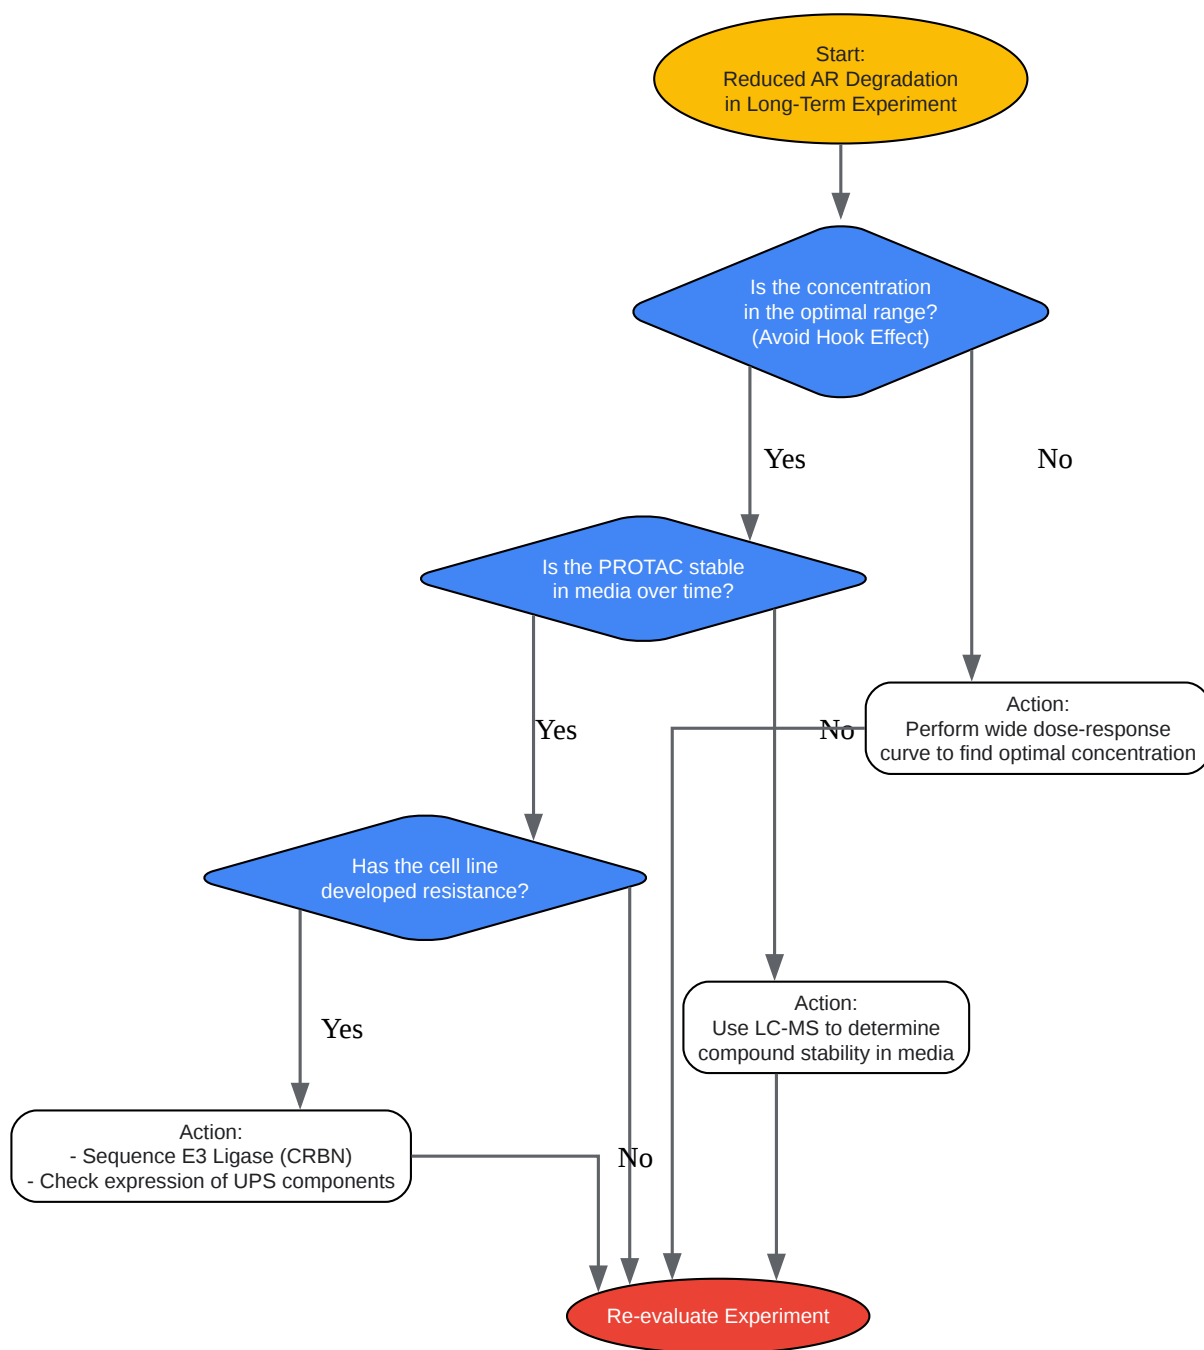 Start:
Reduced AR Degradation
in Long-Term Experiment
Is the concentration
in the optimal range?
(Avoid Hook Effect)
Yes
No
Is the PROTAC stable
in media over time?
Action:
Perform wide dose-response
curve to find optimal concentration
Yes
No
Has the cell line
developed resistance?
Action:
Use LC-MS to determine
compound stability in media
Yes
Action:
- Sequence E3 Ligase (CRBN)
- Check expression of UPS components
No
Re-evaluate Experiment